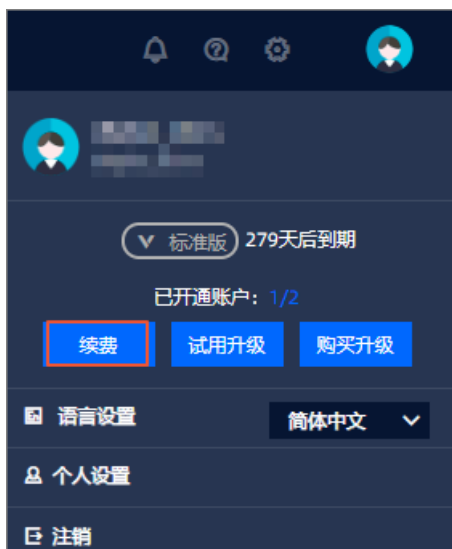 标准版 279天后到期
已开通账户：1/2
续费 试用升级 购买升级
语言设置 简体中文
个人设置
注销